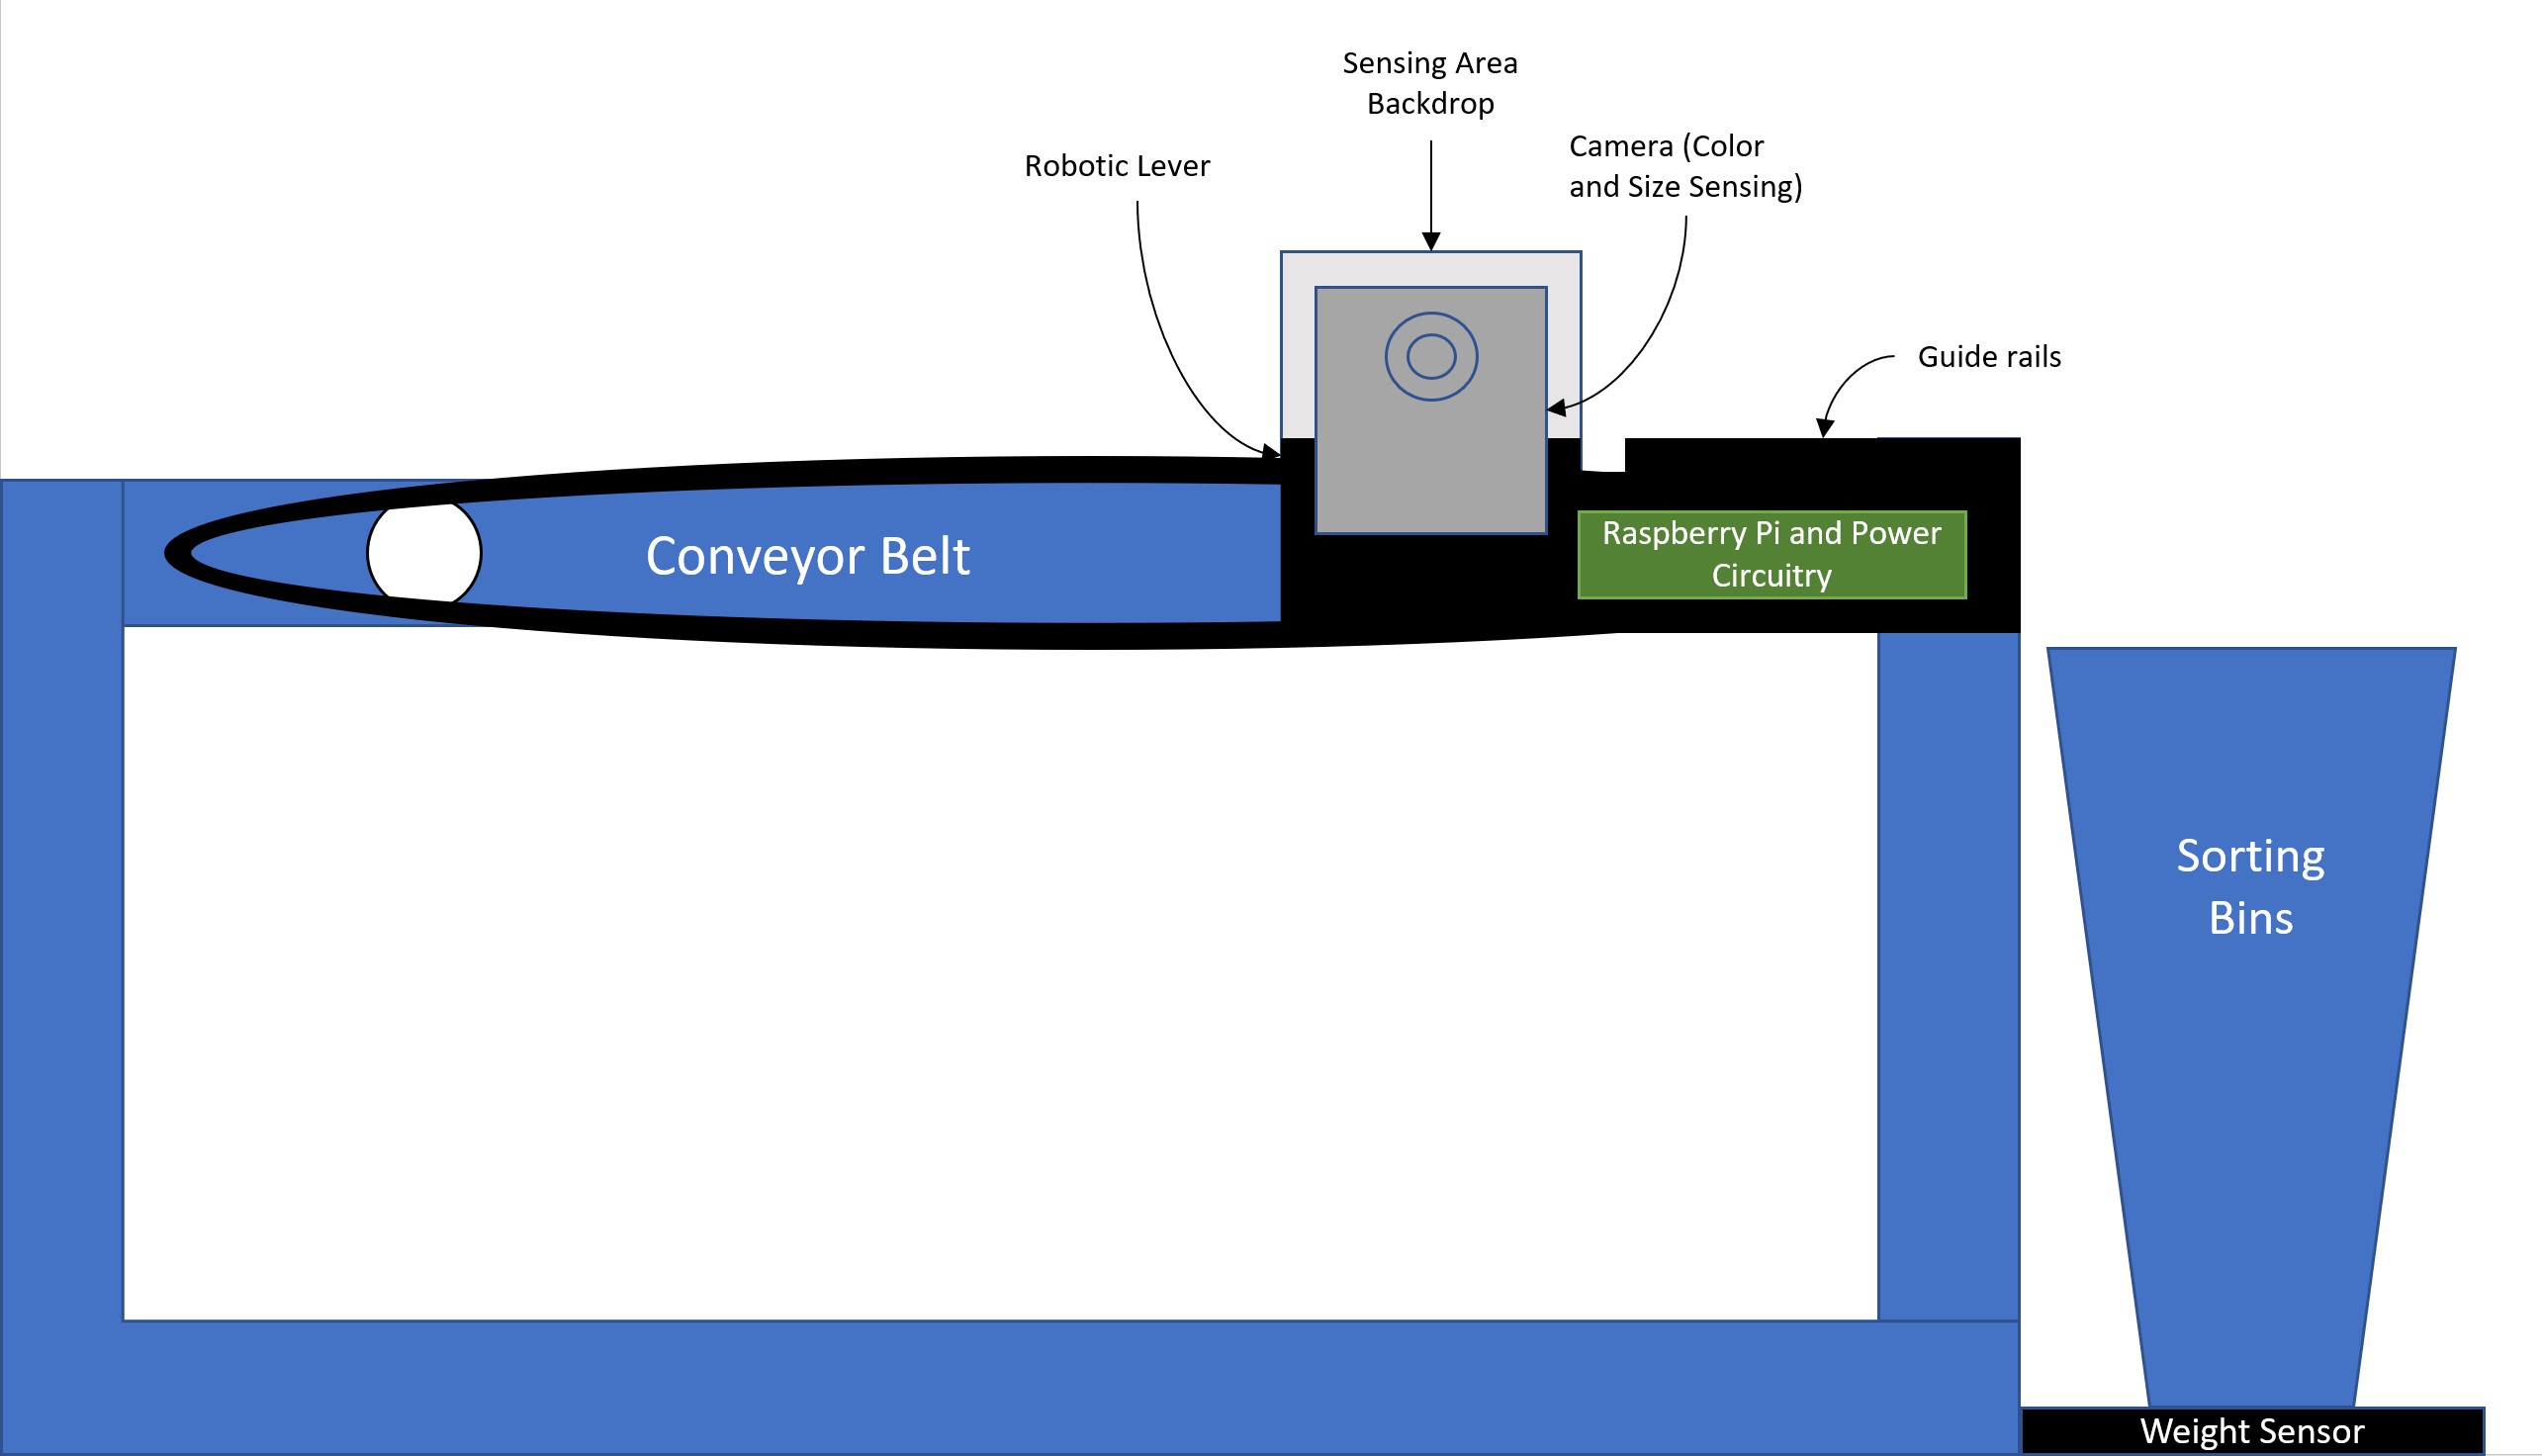 Sensing Area
Backdrop
Camera (Color
and Size Sensing)
Robotic Lever
Guide rails
Conveyor Belt
Raspberry Pi and Power
Circuitry
Sorting
Bins
Weight Sensor